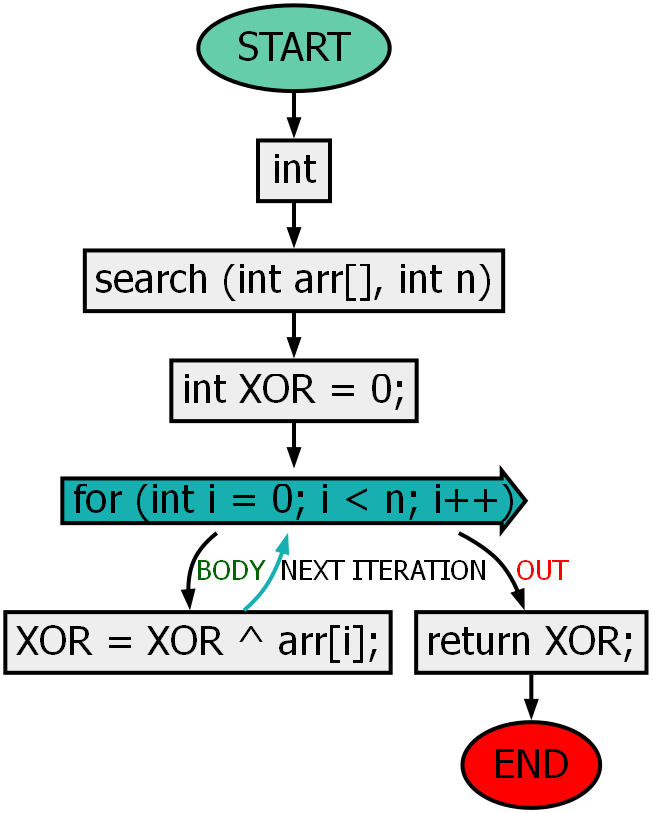 START
int
search (int arr[], int n)
int XOR = 0;
for (int i = 0; i < n; i++)
BODY
NEXT ITERATION
OUT
XOR = XOR ^ arr[i];
return XOR;
END